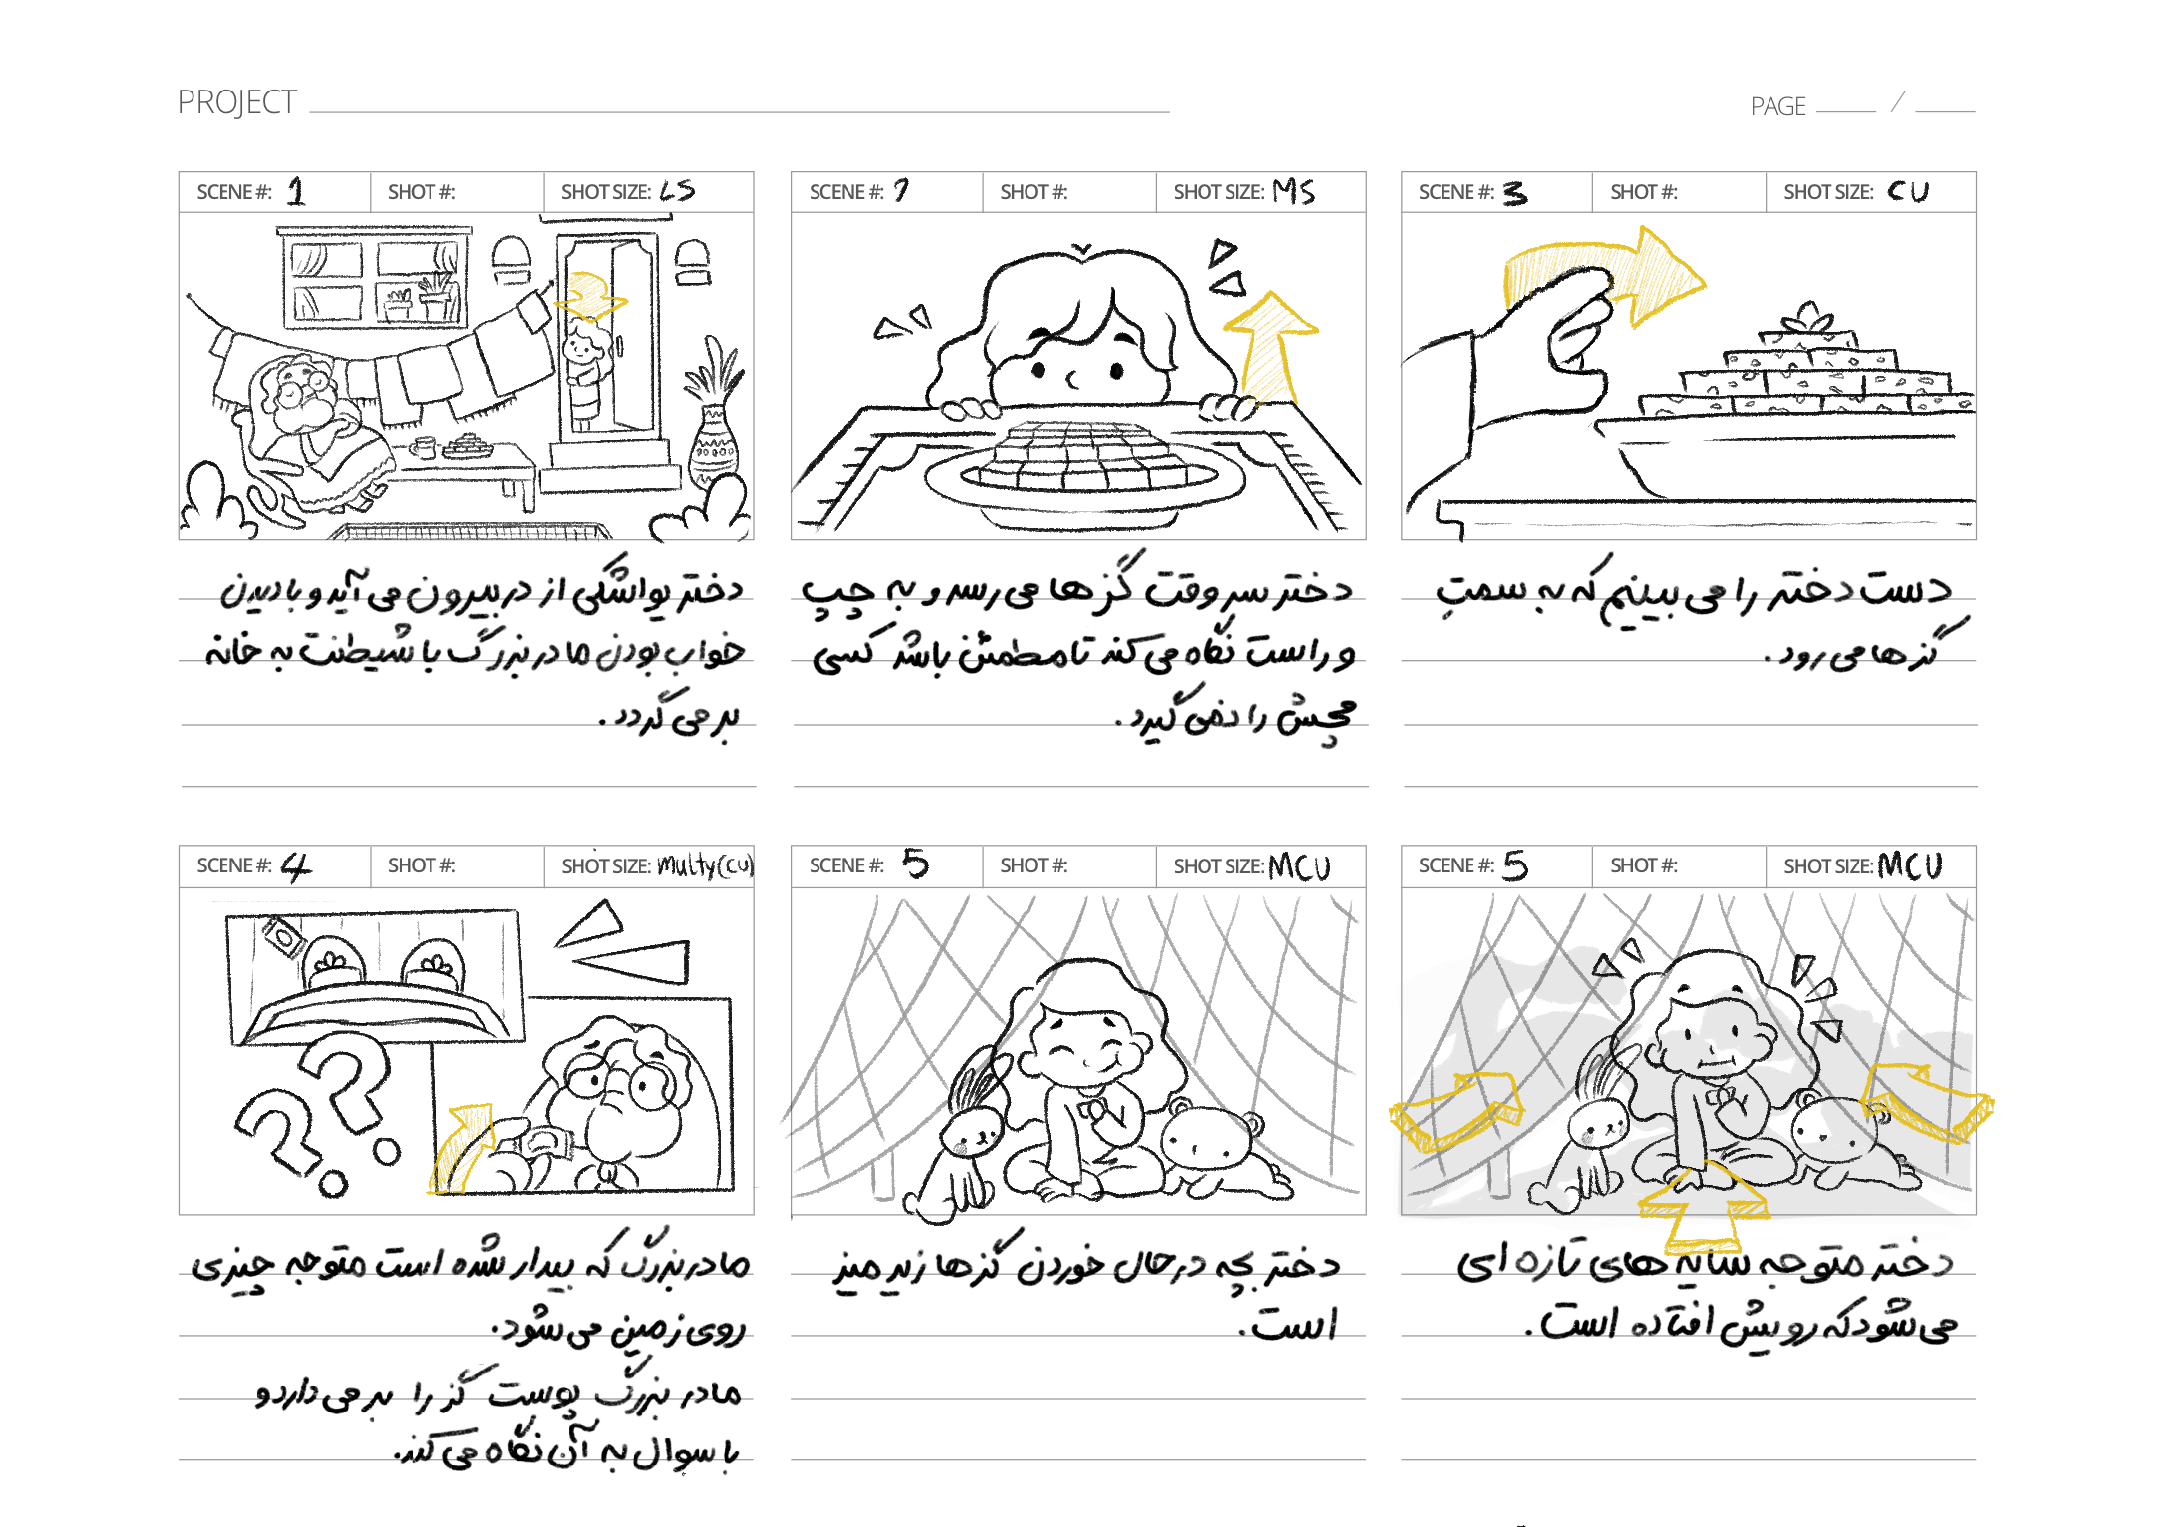 PROJECT
PAGE /
SCENE #: 1 SHOT #: SHOT SIZE: LS
دختر یواشکی از در بیرون می آید و با دیدن
خواب بودن مادربزرگ با شیطنت به خانه
بر می گردد.
SCENE #: 2 SHOT #: SHOT SIZE: MS
دختر سر وقت گزها می رسد و به چپ
و راست نگاه می کند تا مطمئن باشد کسی
مچش را نمی گیرد.
SCENE #: 3 SHOT #: SHOT SIZE: CU
دست دختر را می بینیم که به سمتِ
گزها می رود.
SCENE #: 4 SHOT #: SHOT SIZE: multy(CU)
مادربزرگ که بیدار شده است متوجه چیزی
روی زمین می شود.
مادر بزرگ پوست گز را بر می دارد و
با سوال به آن نگاه می کند.
SCENE #: 5 SHOT #: SHOT SIZE: MCU
دختر بچه در حال خوردن گزها زیر میز
است.
SCENE #: 5 SHOT #: SHOT SIZE: MCU
دختر متوجه سایه های تازه ای
می شود که رویش افتاده است.